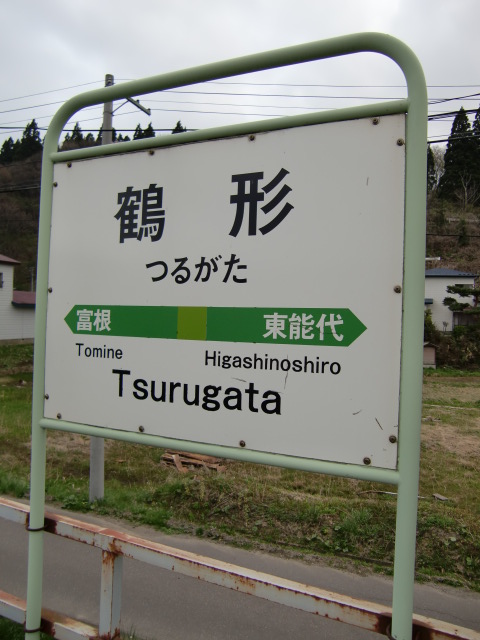 鶴形
つるがた
富根 東能代
Tomine Higashinoshiro
Tsurugata